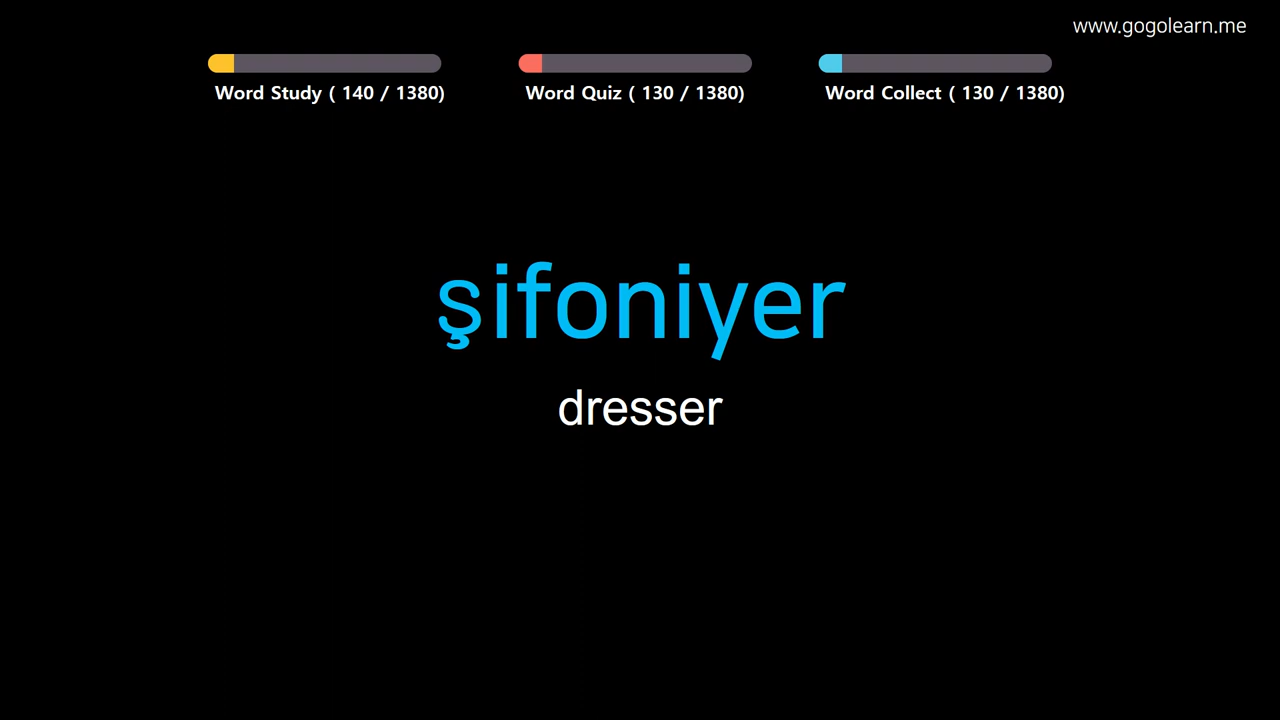 www.gogolearn.me
Word Study ( 140 / 1380)
Word Quiz ( 130 / 1380)
Word Collect ( 130 / 1380)
şifoniyer
dresser